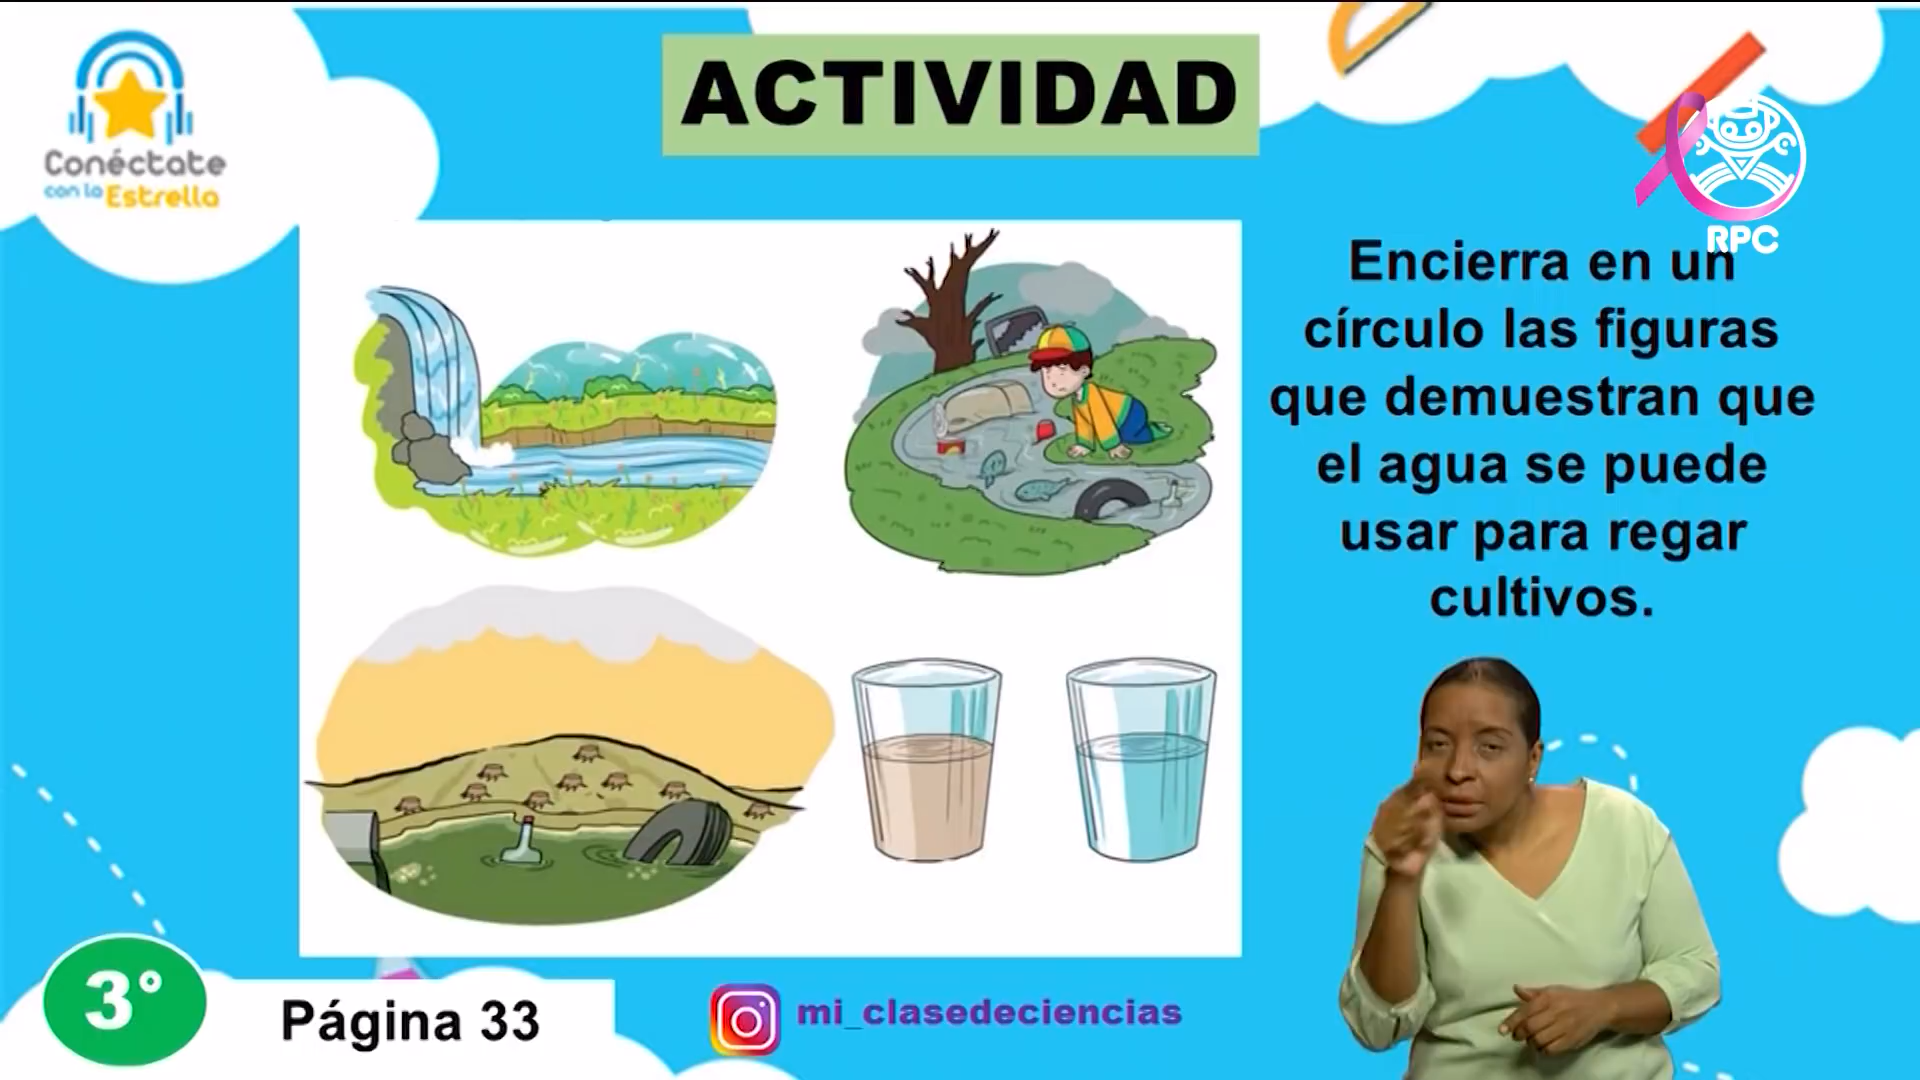 Conéctate
con la Estrella
ACTIVIDAD
RPC
Encierra en un
círculo las figuras
que demuestran que
el agua se puede
usar para regar
cultivos.
3°
Página 33
mi_clasedeciencias